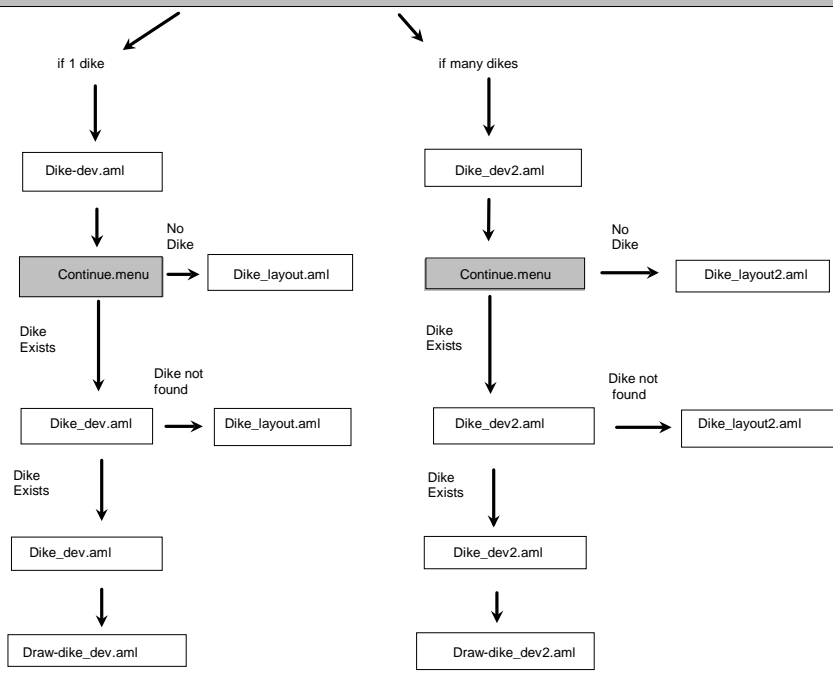 if 1 dike
if many dikes
Dike-dev.aml
Dike_dev2.aml
No
Dike
No
Dike
Continue.menu
Dike_layout.aml
Continue.menu
Dike_layout2.aml
Dike
Exists
Dike
Exists
Dike not
found
Dike not
found
Dike_dev.aml
Dike_layout.aml
Dike_dev2.aml
Dike_layout2.aml
Dike
Exists
Dike
Exists
Dike_dev.aml
Dike_dev2.aml
Draw-dike_dev.aml
Draw-dike_dev2.aml